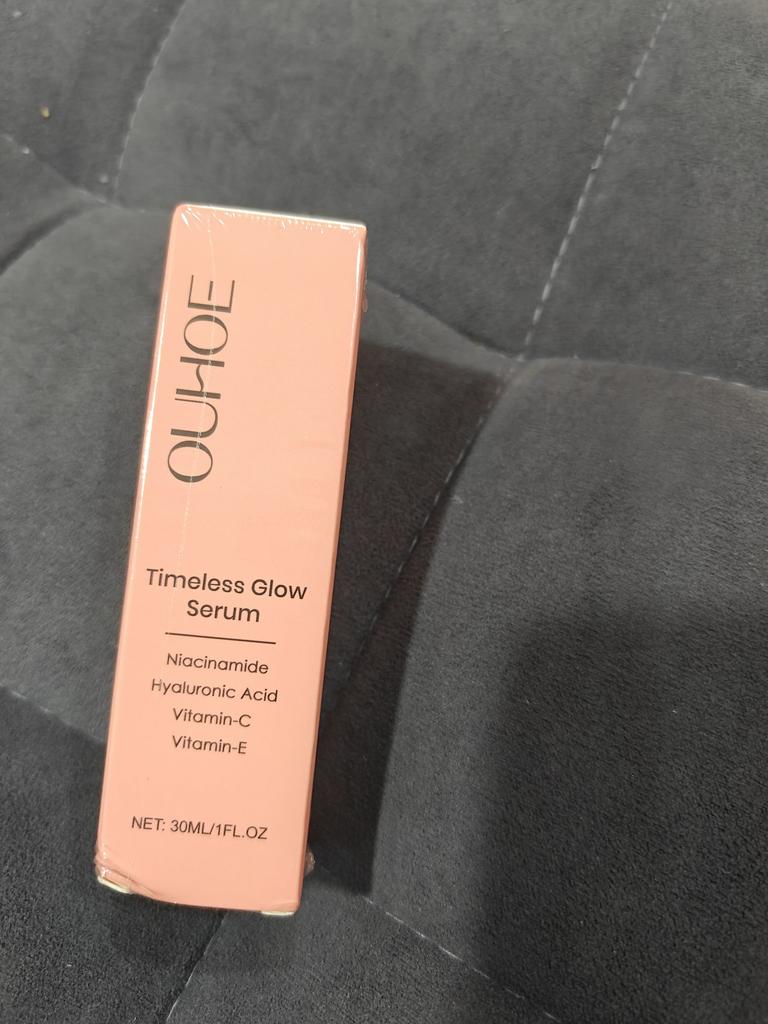 OUHOE
Timeless Glow
Serum
Niacinamide
Hyaluronic Acid
Vitamin-C
Vitamin-E
NET: 30ML/1FL.OZ